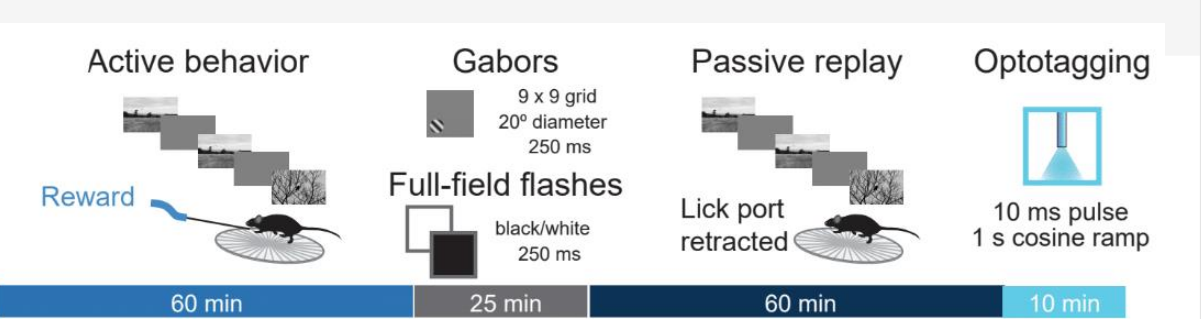 Active behavior
Reward
60 min
Gabors
9 x 9 grid
20º diameter
250 ms
Full-field flashes
black/white
250 ms
25 min
Passive replay
Lick port
retracted
60 min
Optotagging
10 ms pulse
1 s cosine ramp
10 min